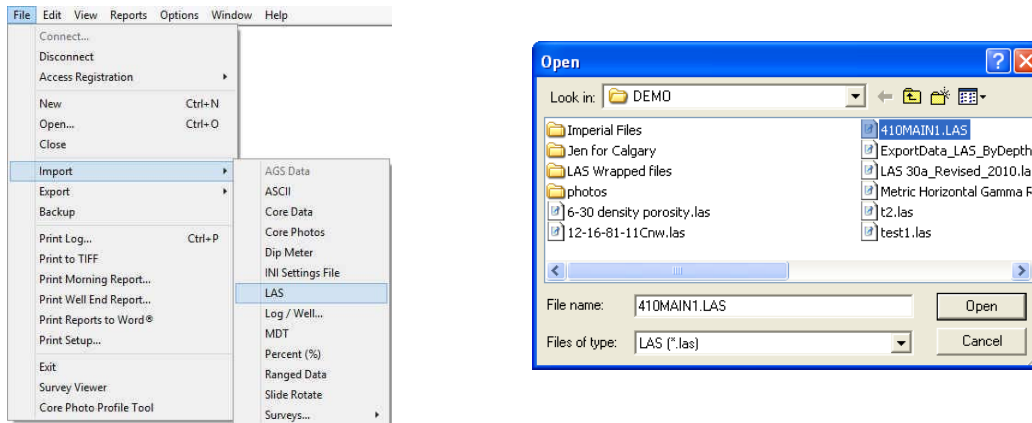 File Edit View Reports Options Window Help
Connect...
Disconnect
Access Registration
New Ctrl+N
Open... Ctrl+O
Close
Import
Export
Backup
Print Log... Ctrl+P
Print to TIFF
Print Morning Report...
Print Well End Report...
Print Reports to Word®
Print Setup...
Exit
Survey Viewer
Core Photo Profile Tool
AGS Data
ASCII
Core Data
Core Photos
Dip Meter
INI Settings File
LAS
Log / Well...
MDT
Percent (%)
Ranged Data
Slide Rotate
Surveys...
Open
Look in: DEMO
Imperial Files
Jen for Calgary
LAS Wrapped files
photos
6-30 density porosity.las
12-16-81-11Cnw.las
410MAIN1.LAS
ExportData_LAS_ByDepth
LAS 30a_Revised_2010.la
Metric Horizontal Gamma R
t2.las
test1.las
File name: 410MAIN1.LAS Open
Files of type: LAS (*.las) Cancel